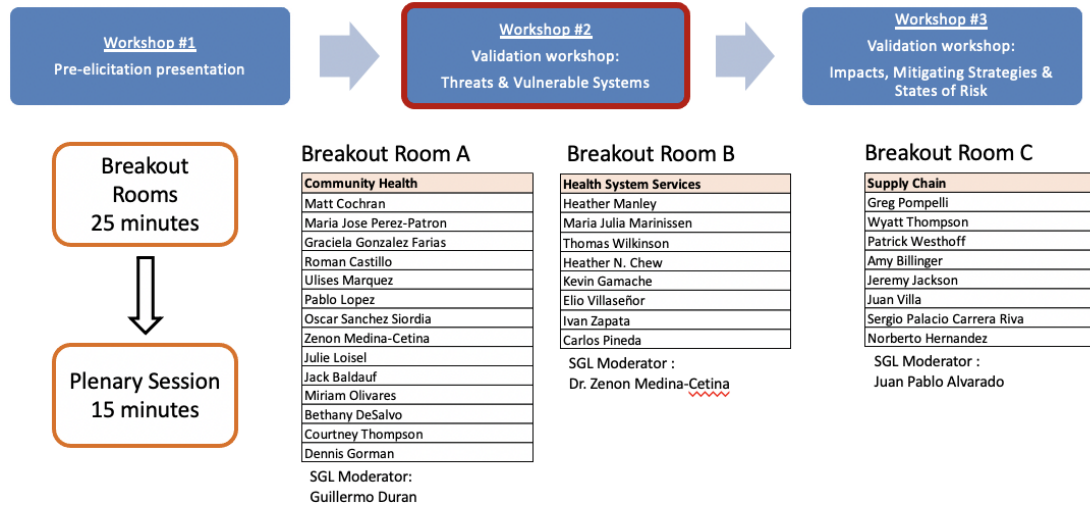 Workshop #1
Pre-elicitation presentation
Workshop #2
Validation workshop:
Threats & Vulnerable Systems
Workshop #3
Validation workshop:
Impacts, Mitigating Strategies &
States of Risk
Breakout
Rooms
25 minutes
Plenary Session
15 minutes
Breakout Room A
Community Health
Matt Cochran
Maria Jose Perez-Patron
Graciela Gonzalez Farias
Roman Castillo
Ulises Marquez
Pablo Lopez
Oscar Sanchez Siordia
Zenon Medina-Cetina
Julie Loisel
Jack Baldauf
Miriam Olivares
Bethany DeSalvo
Courtney Thompson
Dennis Gorman
SGL Moderator:
Guillermo Duran
Breakout Room B
Health System Services
Heather Manley
Maria Julia Marinissen
Thomas Wilkinson
Heather N. Chew
Kevin Gamache
Elio Villaseñor
Ivan Zapata
Carlos Pineda
SGL Moderator :
Dr. Zenon Medina-Cetina
Breakout Room C
Supply Chain
Greg Pompelli
Wyatt Thompson
Patrick Westhoff
Amy Billinger
Jeremy Jackson
Juan Villa
Sergio Palacio Carrera Riva
Norberto Hernandez
SGL Moderator :
Juan Pablo Alvarado